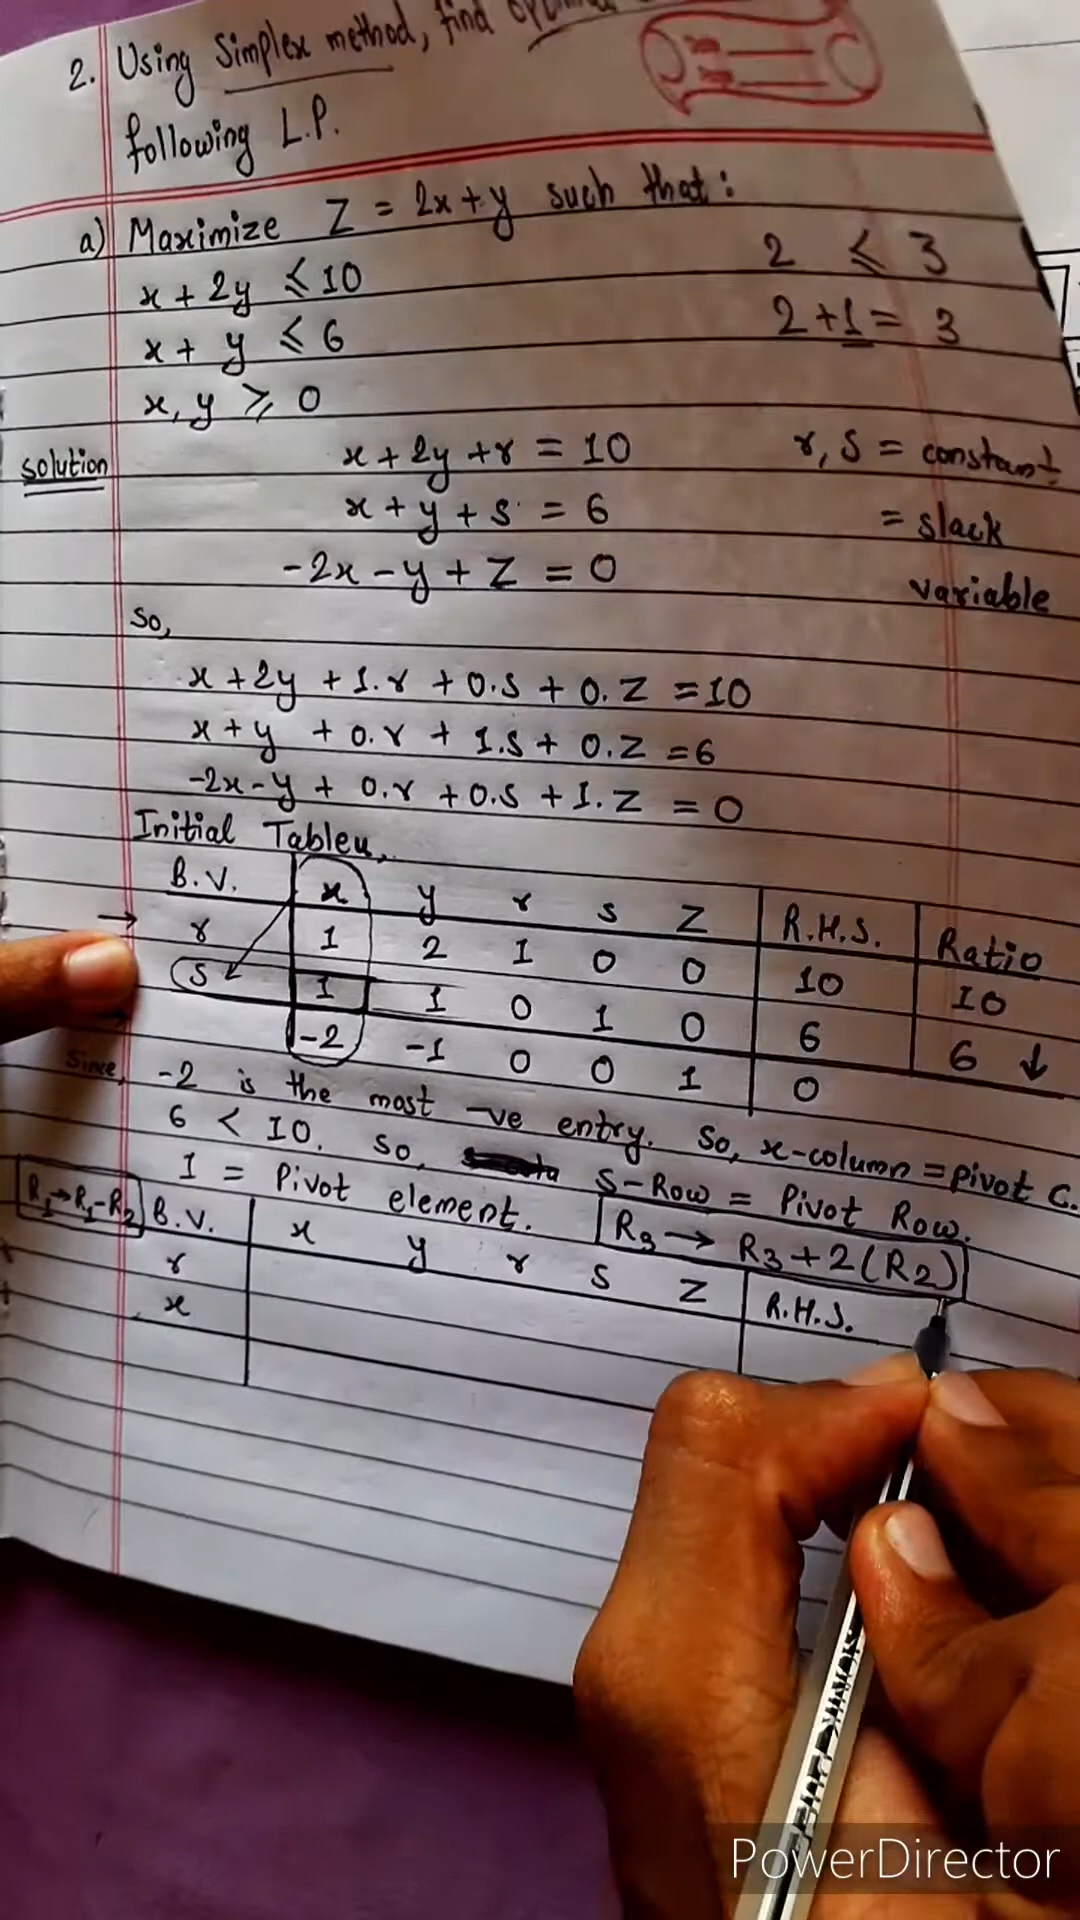 2. Using Simplex method, find
following L.P.
a) Maximize Z = 2x+y such that:
x + 2y ≤ 10
2 ≤ 3
x + y ≤ 6
2 + 1 = 3
x, y ≥ 0
solution
x + 2y + r = 10
r, s = constant
x + y + s = 6
= slack
variable
-2x - y + Z = 0
So,
x + 2y + 1.r + 0.s + 0.Z = 10
x + y + 0.r + 1.s + 0.Z = 6
-2x - y + 0.r + 0.s + 1.Z = 0
Initial Tableu,
B.V. x y r s Z R.H.S. Ratio
→ r 1 2 1 0 0 10 10
s 1 1 0 1 0 6 6 ↓
-2 -1 0 0 1 0
Since, -2 is the most -ve entry. So, x-column = pivot C.
6 < 10. So, S-Row = Pivot Row.
1 = Pivot element.
R3 → R3 + 2(R2)
R1→R1-R2
B.V. x y r s Z R.H.S.
r
x
PowerDirector